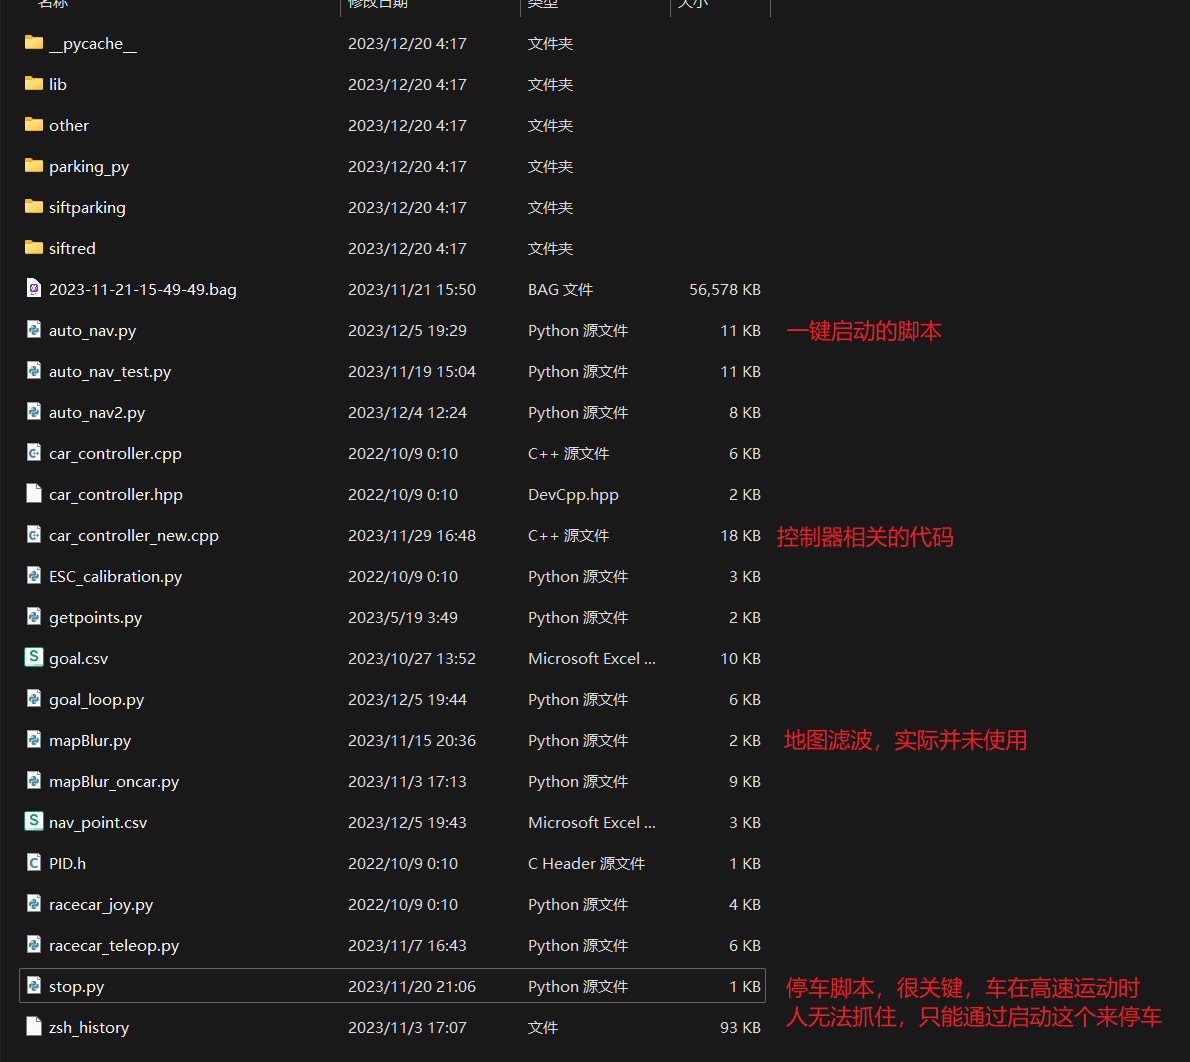 名称 修改日期 类型 大小
__pycache__ 2023/12/20 4:17 文件夹
lib 2023/12/20 4:17 文件夹
other 2023/12/20 4:17 文件夹
parking_py 2023/12/20 4:17 文件夹
siftparking 2023/12/20 4:17 文件夹
siftred 2023/12/20 4:17 文件夹
2023-11-21-15-49-49.bag 2023/11/21 15:50 BAG 文件 56,578 KB
auto_nav.py 2023/12/5 19:29 Python 源文件 11 KB 一键启动的脚本
auto_nav_test.py 2023/11/19 15:04 Python 源文件 11 KB
auto_nav2.py 2023/12/4 12:24 Python 源文件 8 KB
car_controller.cpp 2022/10/9 0:10 C++ 源文件 6 KB
car_controller.hpp 2022/10/9 0:10 DevCpp.hpp 2 KB
car_controller_new.cpp 2023/11/29 16:48 C++ 源文件 18 KB 控制器相关的代码
ESC_calibration.py 2022/10/9 0:10 Python 源文件 3 KB
getpoints.py 2023/5/19 3:49 Python 源文件 2 KB
goal.csv 2023/10/27 13:52 Microsoft Excel ... 10 KB
goal_loop.py 2023/12/5 19:44 Python 源文件 6 KB
mapBlur.py 2023/11/15 20:36 Python 源文件 2 KB 地图滤波，实际并未使用
mapBlur_oncar.py 2023/11/3 17:13 Python 源文件 9 KB
nav_point.csv 2023/12/5 19:43 Microsoft Excel ... 3 KB
PID.h 2022/10/9 0:10 C Header 源文件 1 KB
racecar_joy.py 2022/10/9 0:10 Python 源文件 4 KB
racecar_teleop.py 2023/11/7 16:43 Python 源文件 6 KB
stop.py 2023/11/20 21:06 Python 源文件 1 KB 停车脚本，很关键，车在高速运动时
人无法抓住，只能通过启动这个来停车
zsh_history 2023/11/3 17:07 文件 93 KB